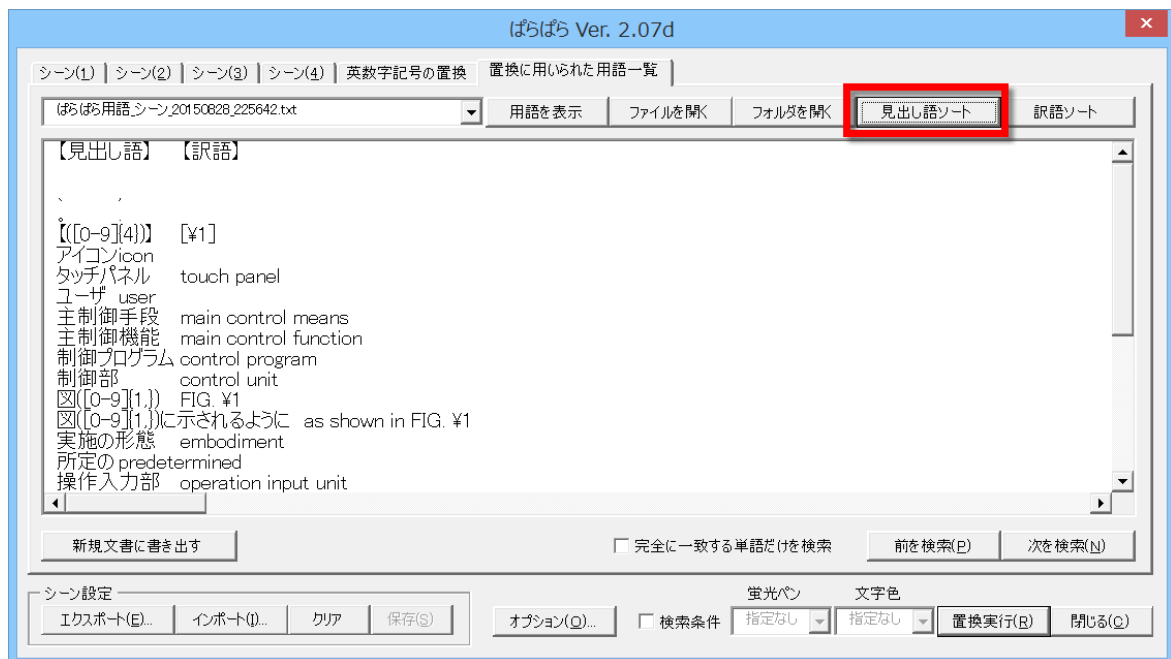 ぱらぱら Ver. 2.07d
シーン(1) シーン(2) シーン(3) シーン(4) 英数字記号の置換 置換に用いられた用語一覧
ぱらぱら用語_シーン_20150828_225642.txt 用語を表示 ファイルを開く フォルダを開く 見出し語ソート 訳語ソート
【見出し語】 【訳語】
、 ,
。 .
【([0-9]{4})】 [¥1]
アイコン icon
タッチパネル touch panel
ユーザ user
主制御手段 main control means
主制御機能 main control function
制御プログラム control program
制御部 control unit
図([0-9]{1,}) FIG. ¥1
図([0-9]{1,})に示されるように as shown in FIG. ¥1
実施の形態 embodiment
所定の predetermined
操作入力部 operation input unit
新規文書に書き出す 完全に一致する単語だけを検索 前を検索(P) 次を検索(N)
シーン設定 蛍光ペン 文字色
エクスポート(E)... インポート(I)... クリア 保存(S) オプション(O)... 検索条件 指定なし 指定なし 置換実行(R) 閉じる(C)